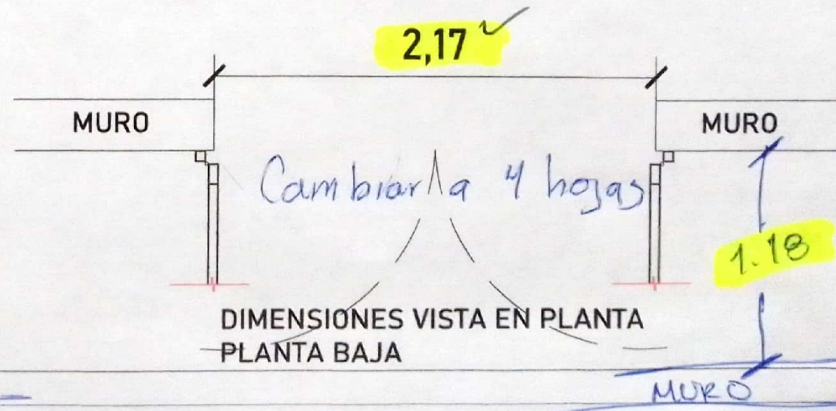 2,17
MURO
MURO
Cambiar a 4 hojas
1.18
DIMENSIONES VISTA EN PLANTA
PLANTA BAJA
MURO